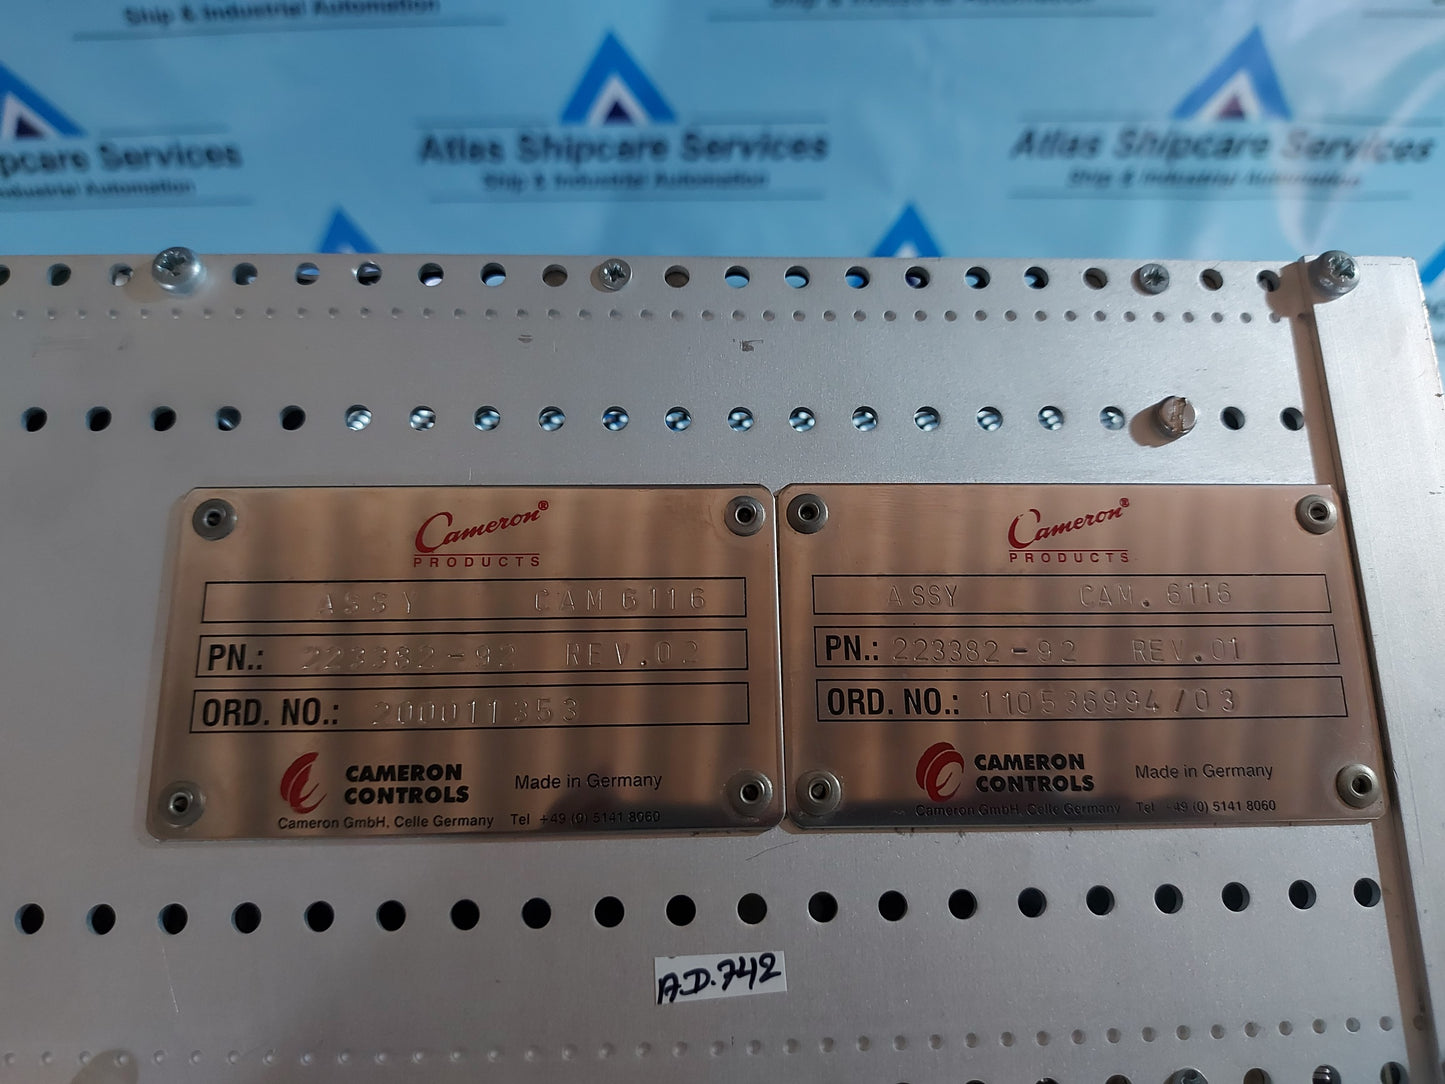 Ship & Industrial Automation
Atlas Shipcare Services
Ship & Industrial Automation
Atlas Shipcare Services
Ship & Industrial Automation
Shipcare Services
Industrial Automation
Cameron®
PRODUCTS
ASSY CAM 6116
PN.: 223382-92 REV.02
ORD. NO.: 200011353
CAMERON
CONTROLS
Made in Germany
Cameron GmbH, Celle Germany Tel +49 (0) 5141 8060
Cameron®
PRODUCTS
ASSY CAM. 6116
PN.: 223382-92 REV.01
ORD. NO.: 110536994/03
CAMERON
CONTROLS
Made in Germany
Cameron GmbH, Celle Germany Tel +49 (0) 5141 8060
A.D.742